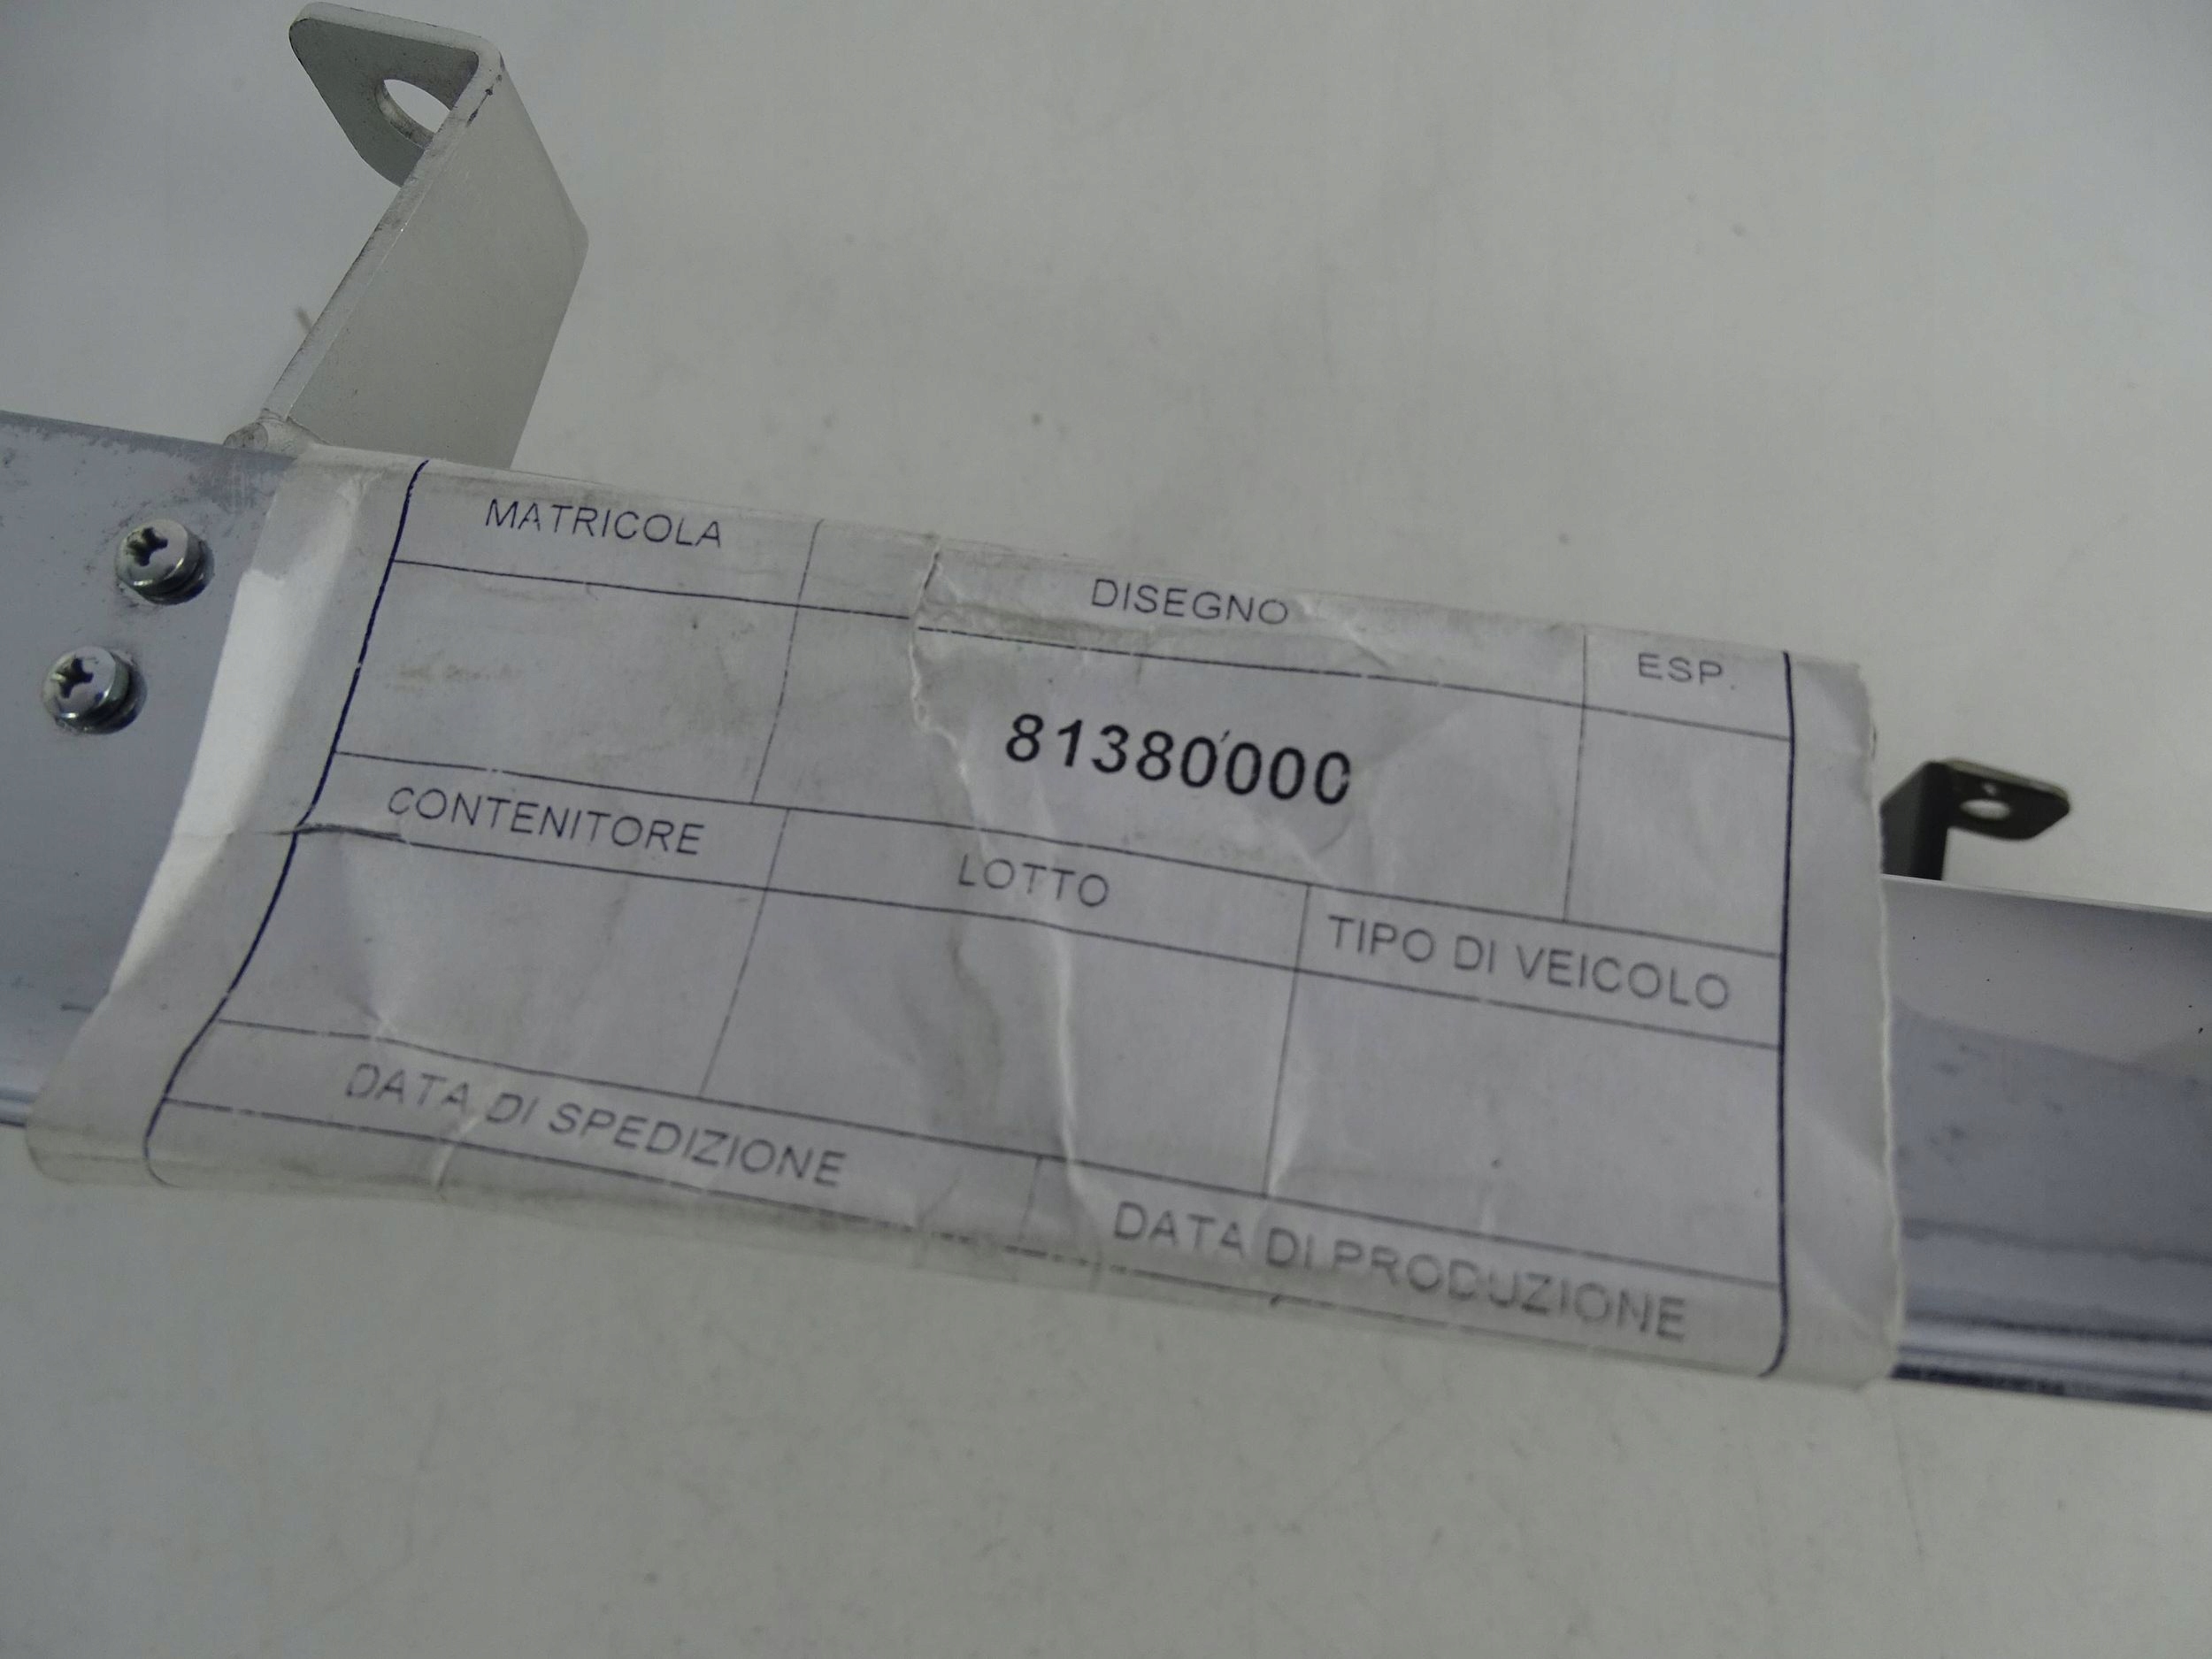 MATRICOLA DISEGNO ESP.
81380000
CONTENITORE LOTTO TIPO DI VEICOLO
DATA DI SPEDIZIONE DATA DI PRODUZIONE